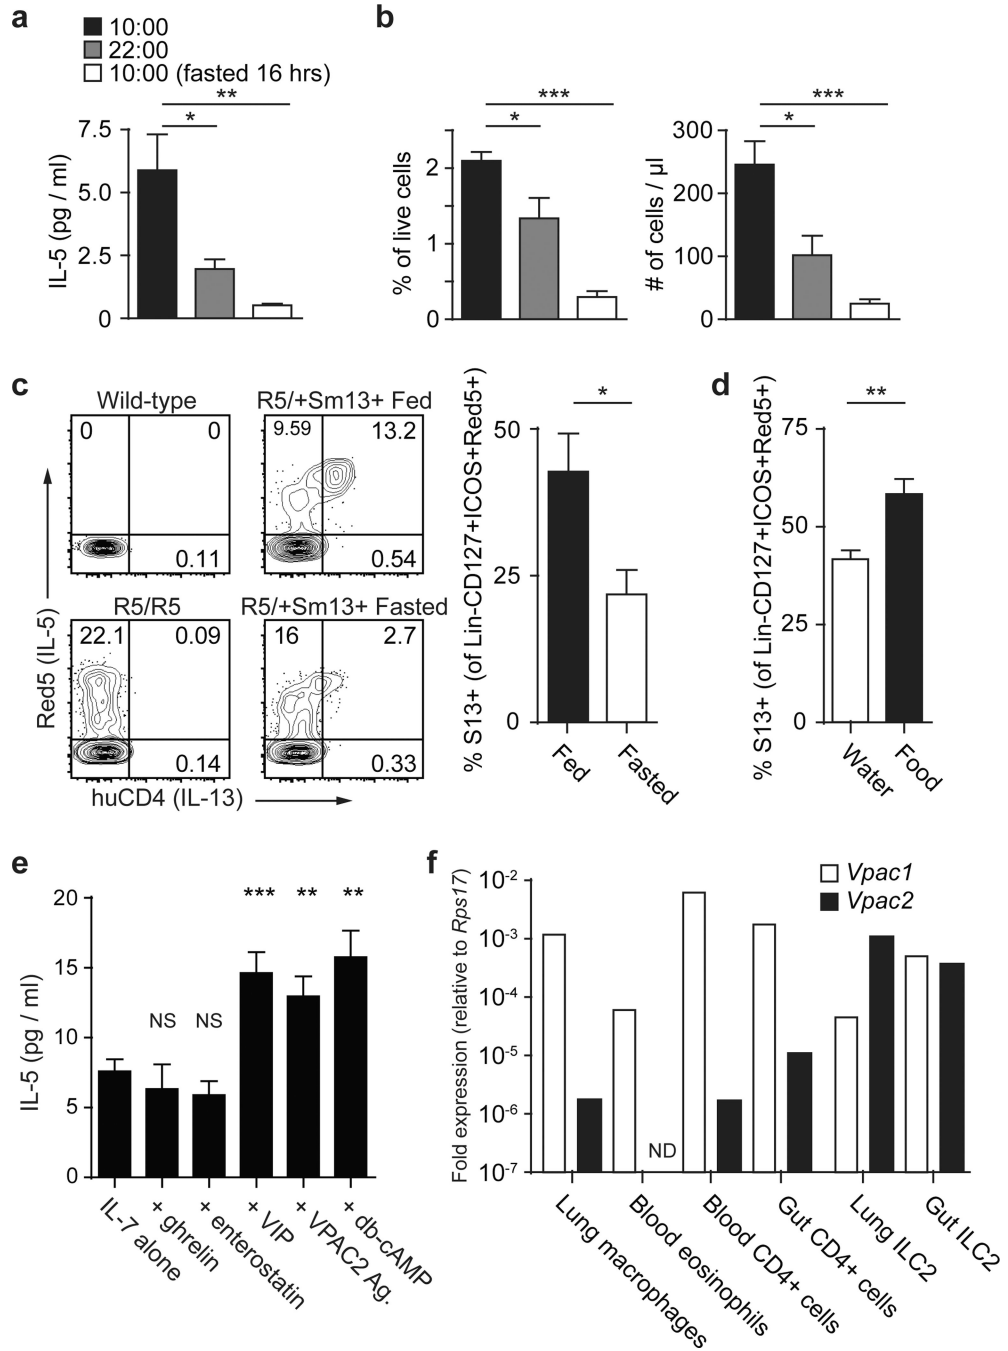 a
10:00
22:00
10:00 (fasted 16 hrs)
**
*
IL-5 (pg / ml)
7.5
5.0
2.5
0
b
***
*
% of live cells
2
1
0
***
*
# of cells / µl
300
200
100
0
c
Wild-type
0
0
0.11
R5/+Sm13+ Fed
9.59
13.2
0.54
R5/R5
22.1
0.09
0.14
R5/+Sm13+ Fasted
16
2.7
0.33
Red5 (IL-5)
huCD4 (IL-13)
% S13+ (of Lin-CD127+ICOS+Red5+)
*
50
25
0
Fed
Fasted
d
% S13+ (of Lin-CD127+ICOS+Red5+)
**
75
50
25
0
Water
Food
e
IL-5 (pg / ml)
20
15
10
5
0
NS
NS
***
**
**
IL-7 alone
+ ghrelin
+ enterostatin
+ VIP
+ VPAC2 Ag.
+ db-cAMP
f
Vpac1
Vpac2
Fold expression (relative to Rps17)
10-2
10-3
10-4
10-5
10-6
10-7
ND
Lung macrophages
Blood eosinophils
Blood CD4+ cells
Gut CD4+ cells
Lung ILC2
Gut ILC2